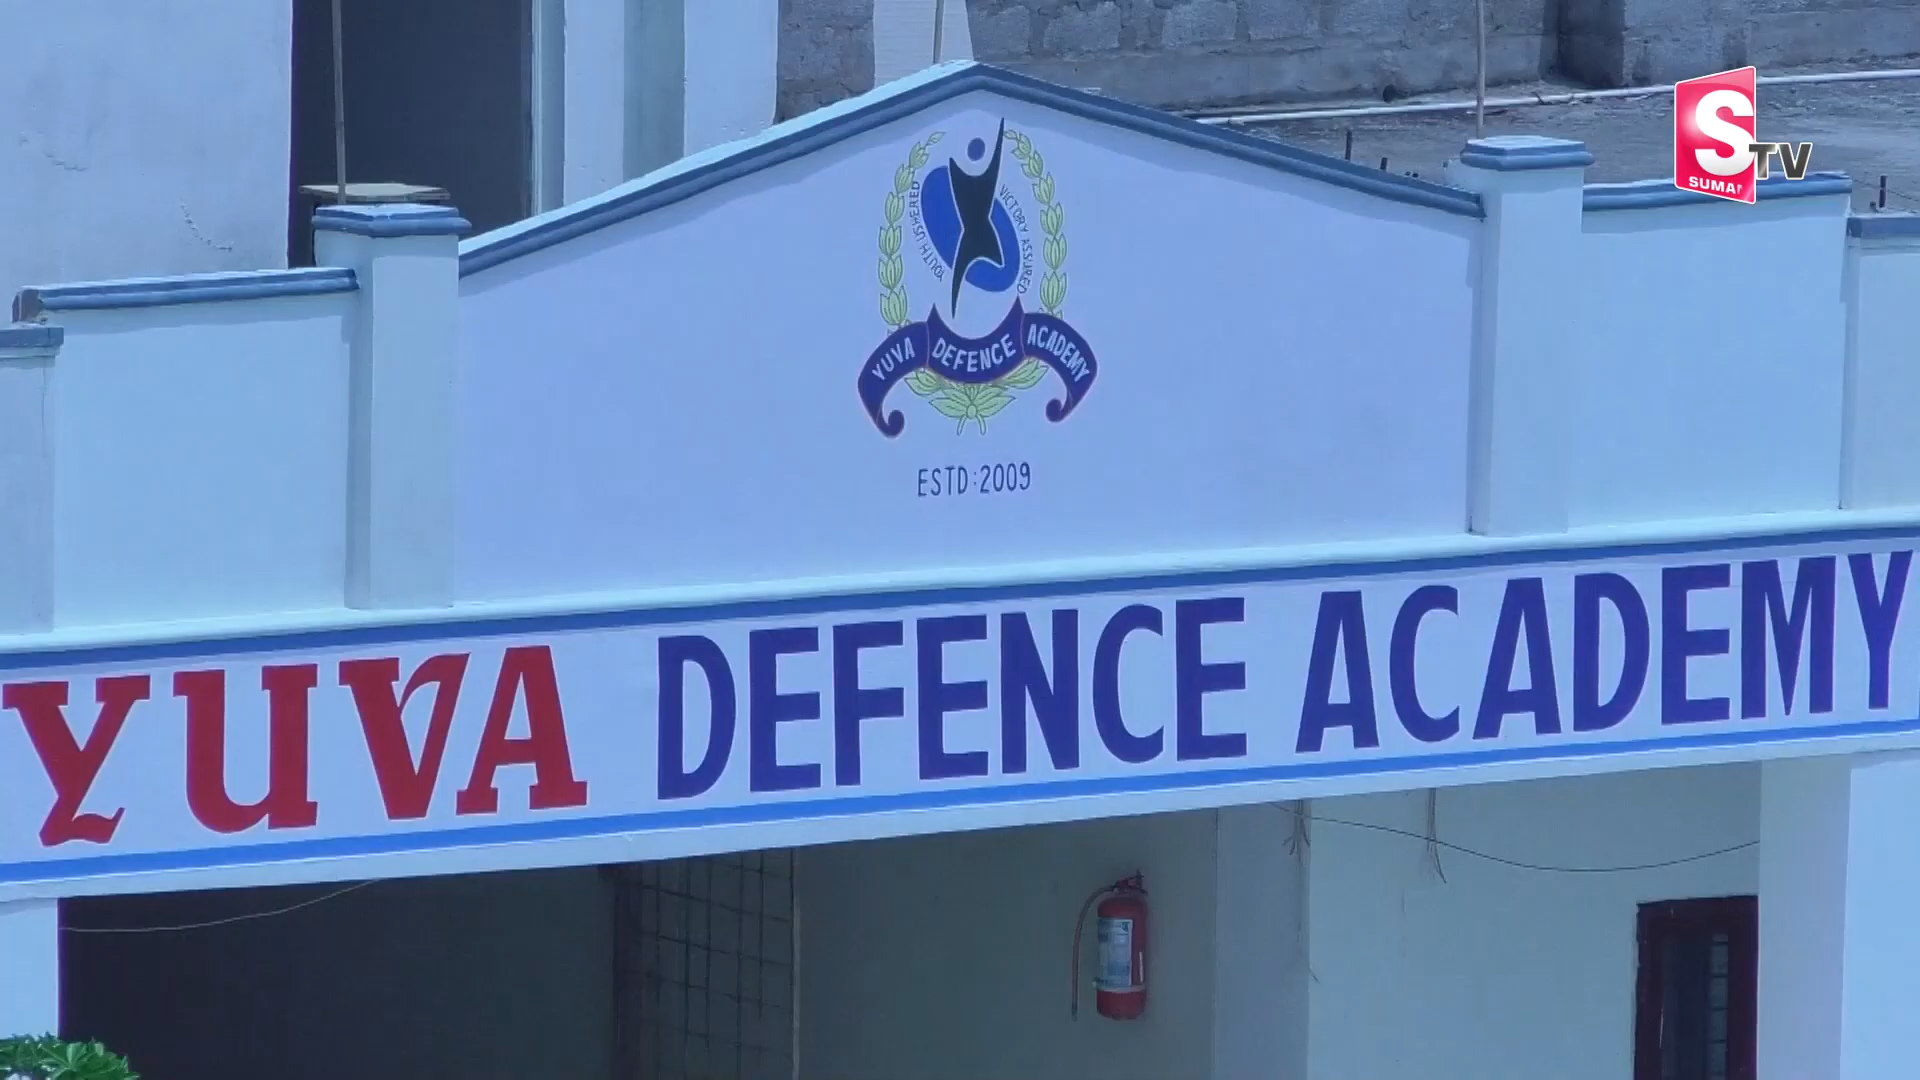 S TV
SUMAN
YOUTH USHERED
VICTORY ASSURED
YUVA DEFENCE ACADEMY
ESTD:2009
YUVA DEFENCE ACADEMY